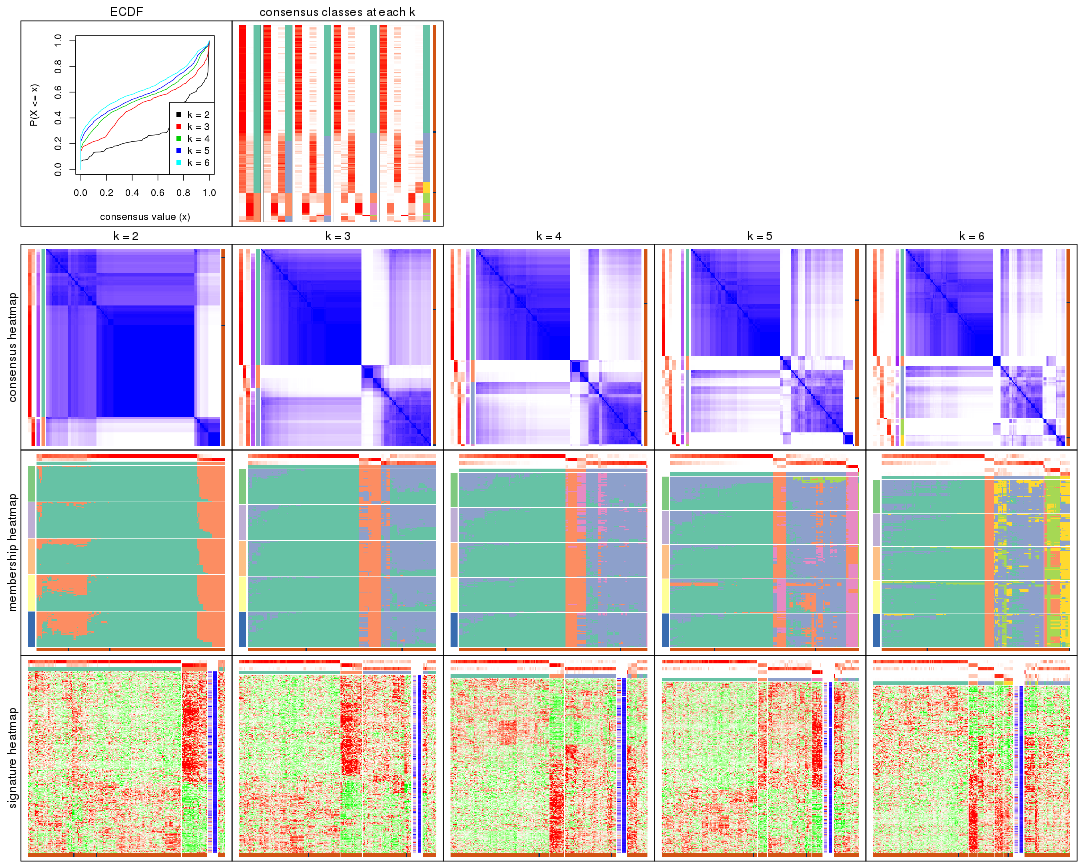 ECDF
consensus classes at each k
P(X <= x)
0.0 0.2 0.4 0.6 0.8 1.0
k = 2
k = 3
k = 4
k = 5
k = 6
0.0 0.2 0.4 0.6 0.8 1.0
consensus value (x)
k = 2
k = 3
k = 4
k = 5
k = 6
consensus heatmap
membership heatmap
signature heatmap